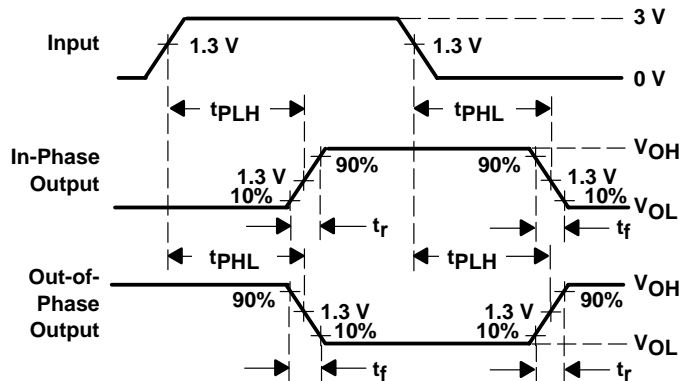 3 V
Input
1.3 V
1.3 V
0 V
tPLH
tPHL
In-Phase
Output
VOH
90%
90%
1.3 V
1.3 V
10%
10%
VOL
tr
tf
tPHL
tPLH
Out-of-
Phase
Output
VOH
90%
90%
1.3 V
1.3 V
10%
10%
VOL
tf
tr